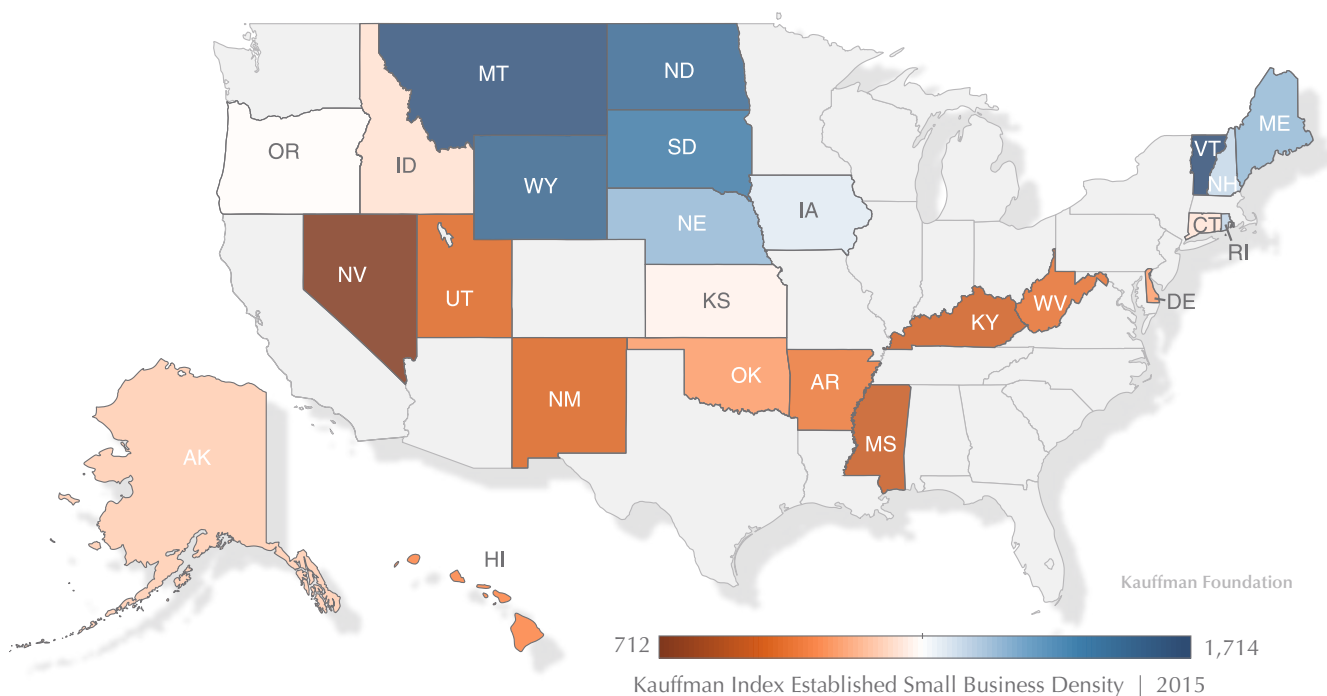 MT
ND
OR
ID
SD
WY
VT
ME
NH
NE
IA
CT
RI
NV
UT
KS
KY
WV
DE
OK
AR
NM
MS
AK
HI
Kauffman Foundation
712
1,714
Kauffman Index Established Small Business Density | 2015